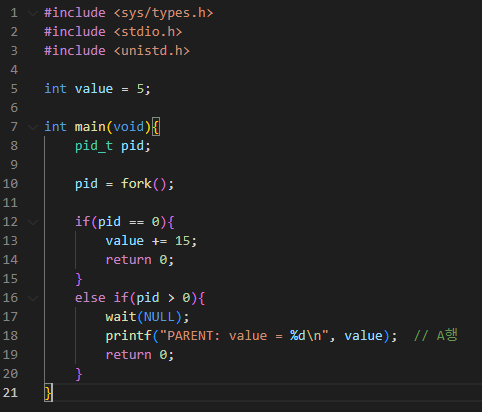 1 #include <sys/types.h>
2 #include <stdio.h>
3 #include <unistd.h>
4
5 int value = 5;
6
7 int main(void){
8     pid_t pid;
9
10     pid = fork();
11
12     if(pid == 0){
13         value += 15;
14         return 0;
15     }
16     else if(pid > 0){
17         wait(NULL);
18         printf("PARENT: value = %d\n", value);  // A행
19         return 0;
20     }
21 }